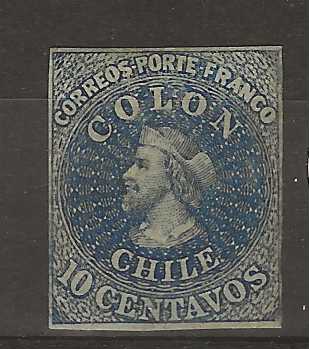 CORREOS·PORTE FRANCO
COLON
CHILE
10 CENTAVOS